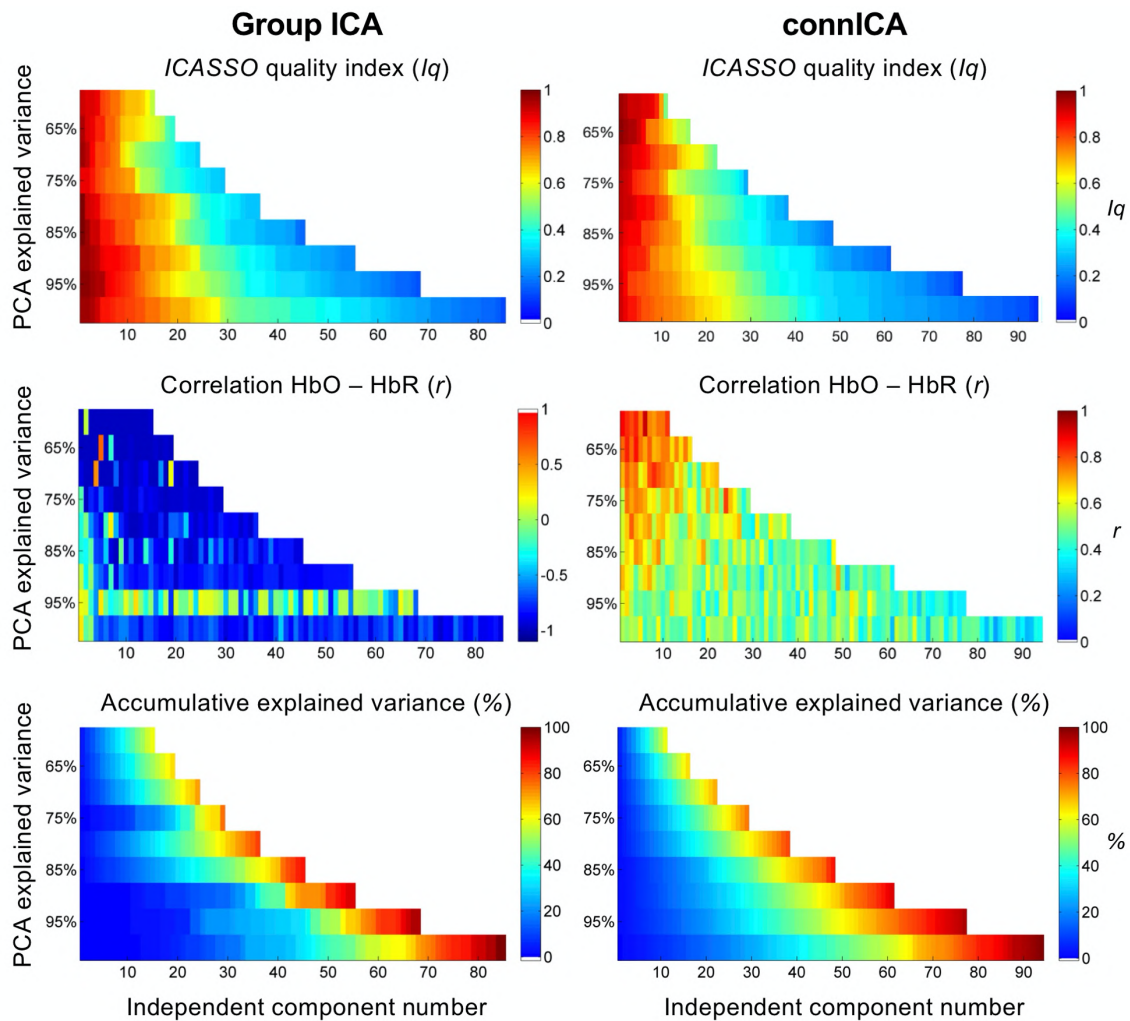 Group ICA
connICA
ICASSO quality index (Iq)
ICASSO quality index (Iq)
PCA explained variance
65%
75%
85%
95%
10 20 30 40 50 60 70 80
1
0.8
0.6
0.4
0.2
0
65%
75%
85%
95%
10 20 30 40 50 60 70 80 90
1
0.8
0.6
0.4
0.2
0
Iq
Correlation HbO – HbR (r)
Correlation HbO – HbR (r)
PCA explained variance
65%
75%
85%
95%
10 20 30 40 50 60 70 80
1
0.5
0
-0.5
-1
65%
75%
85%
95%
10 20 30 40 50 60 70 80 90
1
0.8
0.6
0.4
0.2
0
r
Accumulative explained variance (%)
Accumulative explained variance (%)
PCA explained variance
65%
75%
85%
95%
10 20 30 40 50 60 70 80
100
80
60
40
20
0
65%
75%
85%
95%
10 20 30 40 50 60 70 80 90
100
80
60
40
20
0
%
Independent component number
Independent component number